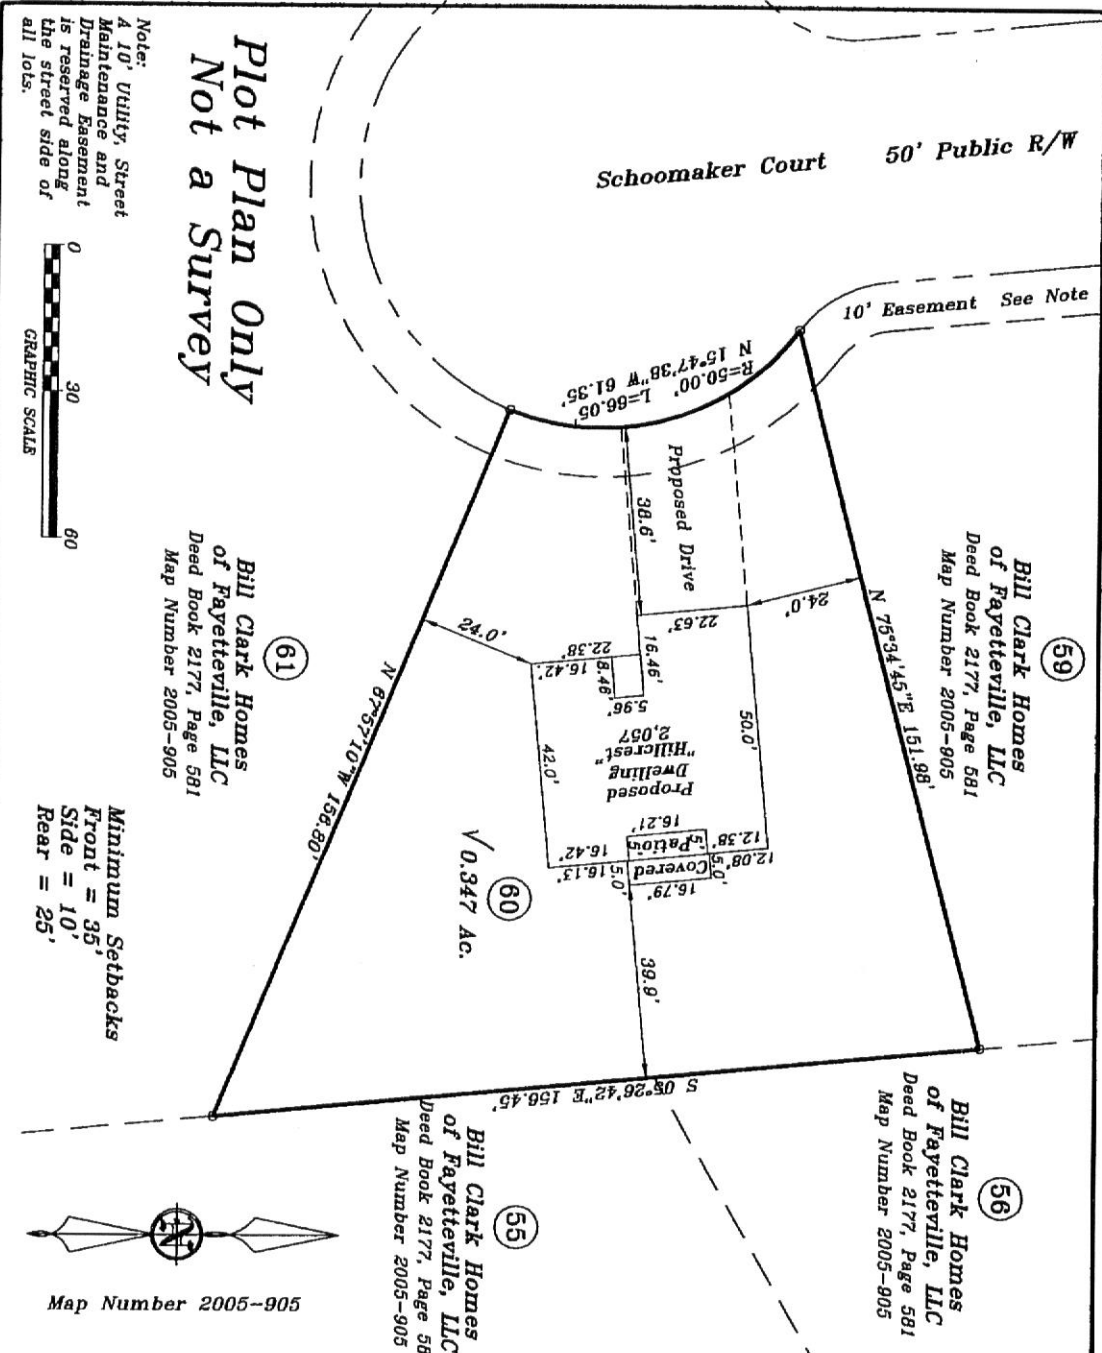 Schoomaker Court 50' Public R/W
10' Easement See Note
Plot Plan Only
Not a Survey
Note:
A 10' Utility, Street
Maintenance and
Drainage Easement
is reserved along
the street side of
all lots.
0 30 60
GRAPHIC SCALE
N 15°47'38"W 61.35'
R=50.00' L=66.05'
Proposed Drive
38.6'
22.63'
24.0'
N 75°34'45"E 151.98'
59
Bill Clark Homes
of Fayetteville, LLC
Deed Book 2177, Page 581
Map Number 2005-905
61
Bill Clark Homes
of Fayetteville, LLC
Deed Book 2177, Page 581
Map Number 2005-905
24.0'
N 67°57'10"W 156.80'
16.46'
22.38'
16.42'
8.46'
5.96'
50.0'
42.0'
Proposed
Dwelling
"Hillcrest"
2,057
16.21'
5'
Patio
5'
12.38'
16.42'
Covered
12.08'
5.0'
16.13'
5.0'
16.79'
60
0.347 Ac.
39.9'
S 05°26'42"E 156.45'
Minimum Setbacks
Front = 35'
Side = 10'
Rear = 25'
56
Bill Clark Homes
of Fayetteville, LLC
Deed Book 2177, Page 581
Map Number 2005-905
55
Bill Clark Homes
of Fayetteville, LLC
Deed Book 2177, Page 58
Map Number 2005-905
N
Map Number 2005-905